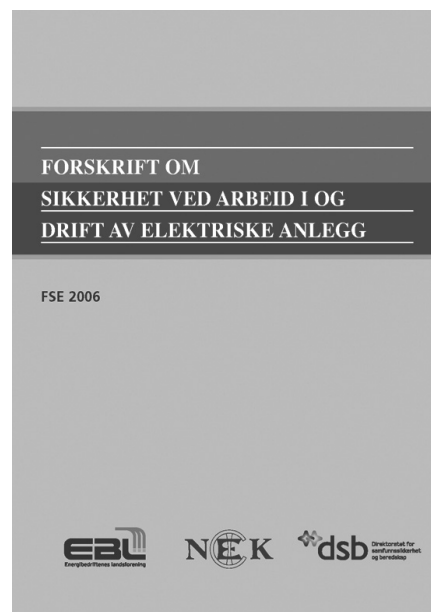 FORSKRIFT OM
SIKKERHET VED ARBEID I OG
DRIFT AV ELEKTRISKE ANLEGG
FSE 2006
EBL
Energibedriftenes landsforening
NEK
dsb
Direktoratet for
samfunnssikkerhet
og beredskap